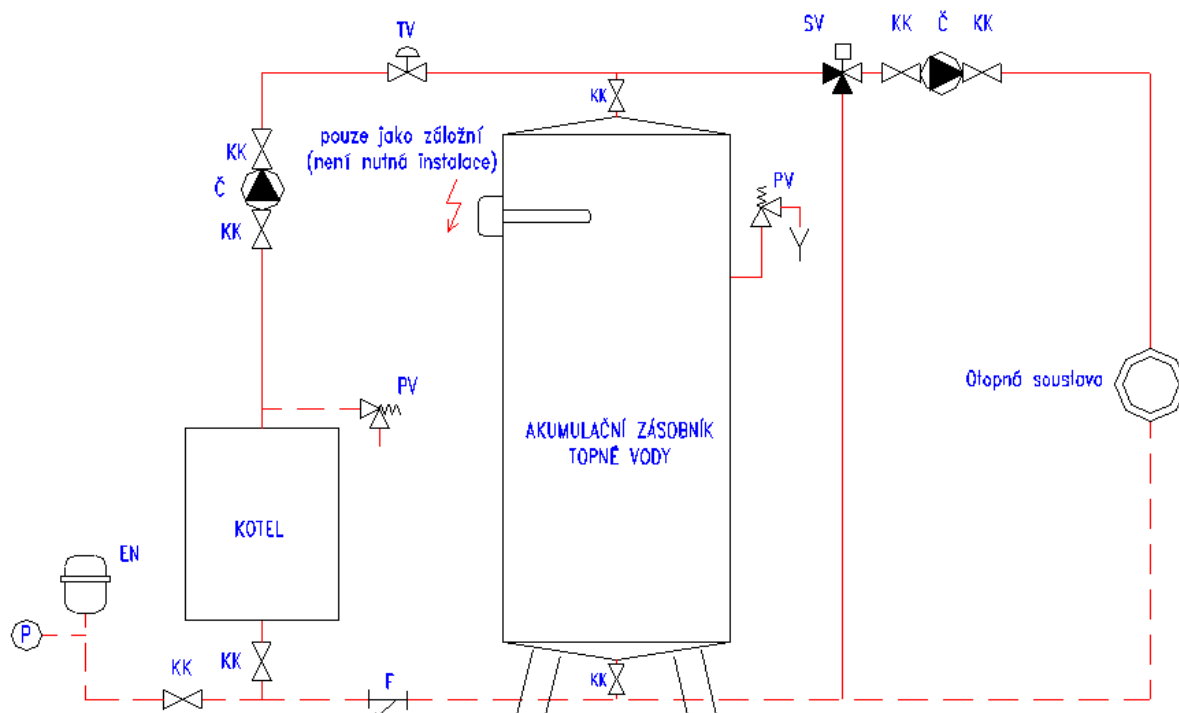 TV
SV
KK
Č
KK
KK
pouze jako záložní
(není nutná instalace)
KK
Č
KK
PV
PV
Otopná soustava
AKUMULAČNÍ ZÁSOBNÍK
TOPNÉ VODY
KOTEL
EN
P
KK
KK
F
KK